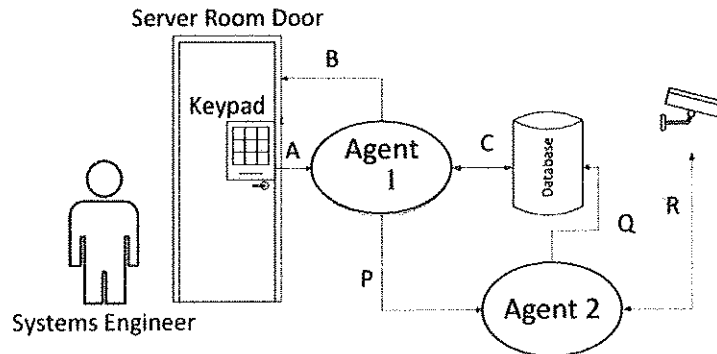 Server Room Door
B
Keypad
A
Agent
1
C
Database
R
Q
P
Agent 2
Systems Engineer